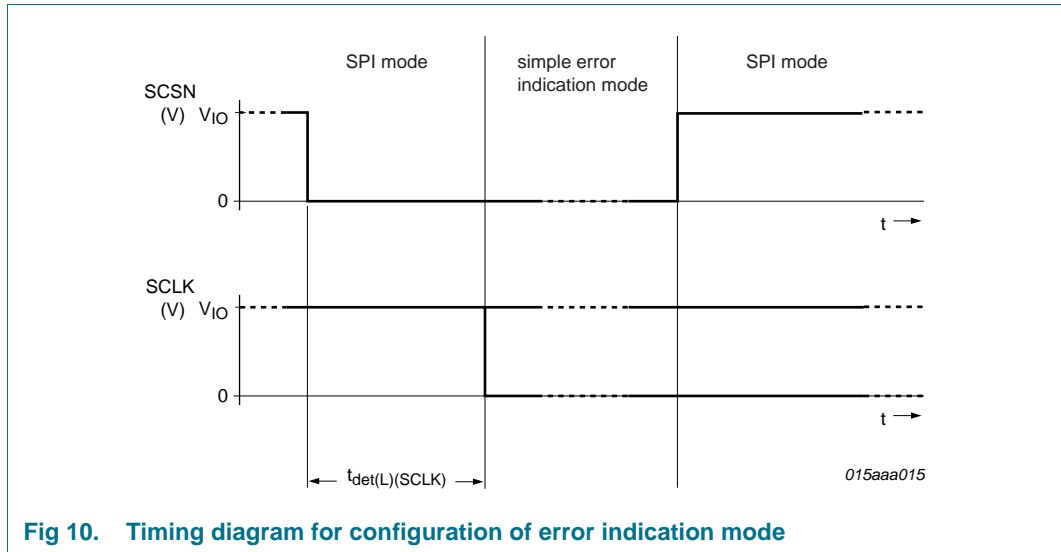 SPI mode
simple error
indication mode
SPI mode
SCSN
(V)
VIO
0
t
SCLK
(V)
VIO
0
t
tdet(L)(SCLK)
015aaa015
Fig 10. Timing diagram for configuration of error indication mode